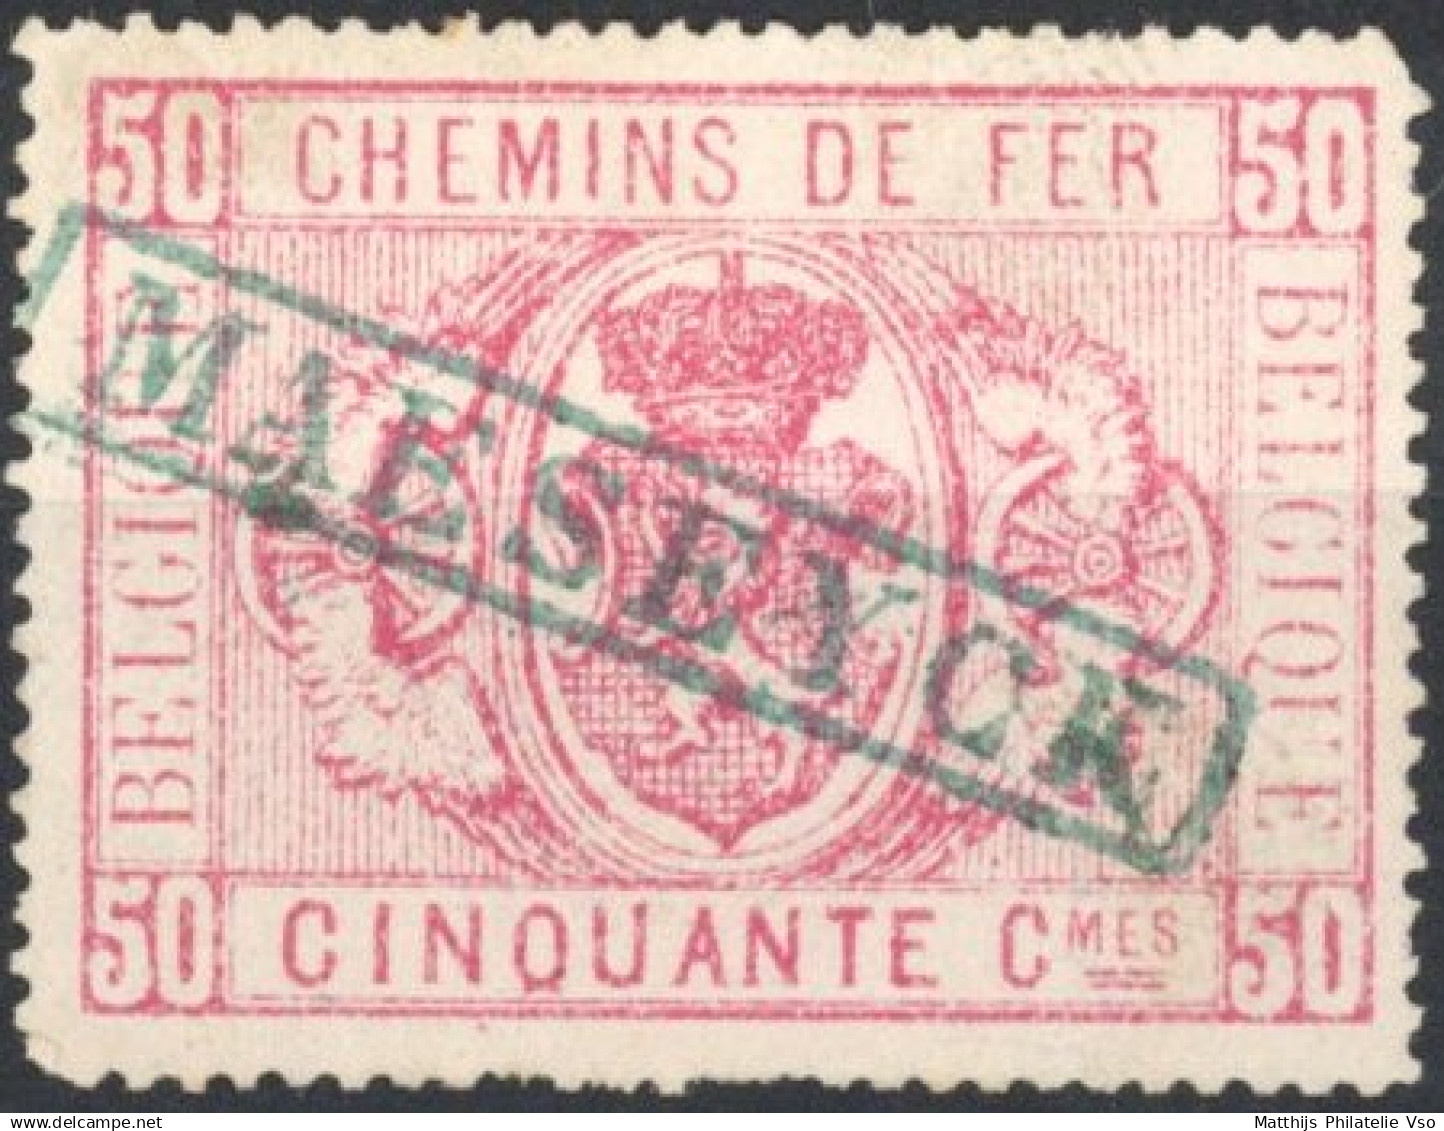 50 CHEMINS DE FER 50
BELGIQUE
BELGIQUE
MAESEYCK
50 CINQUANTE CMES 50
delcampe.net
Matthijs Philatelie Vso